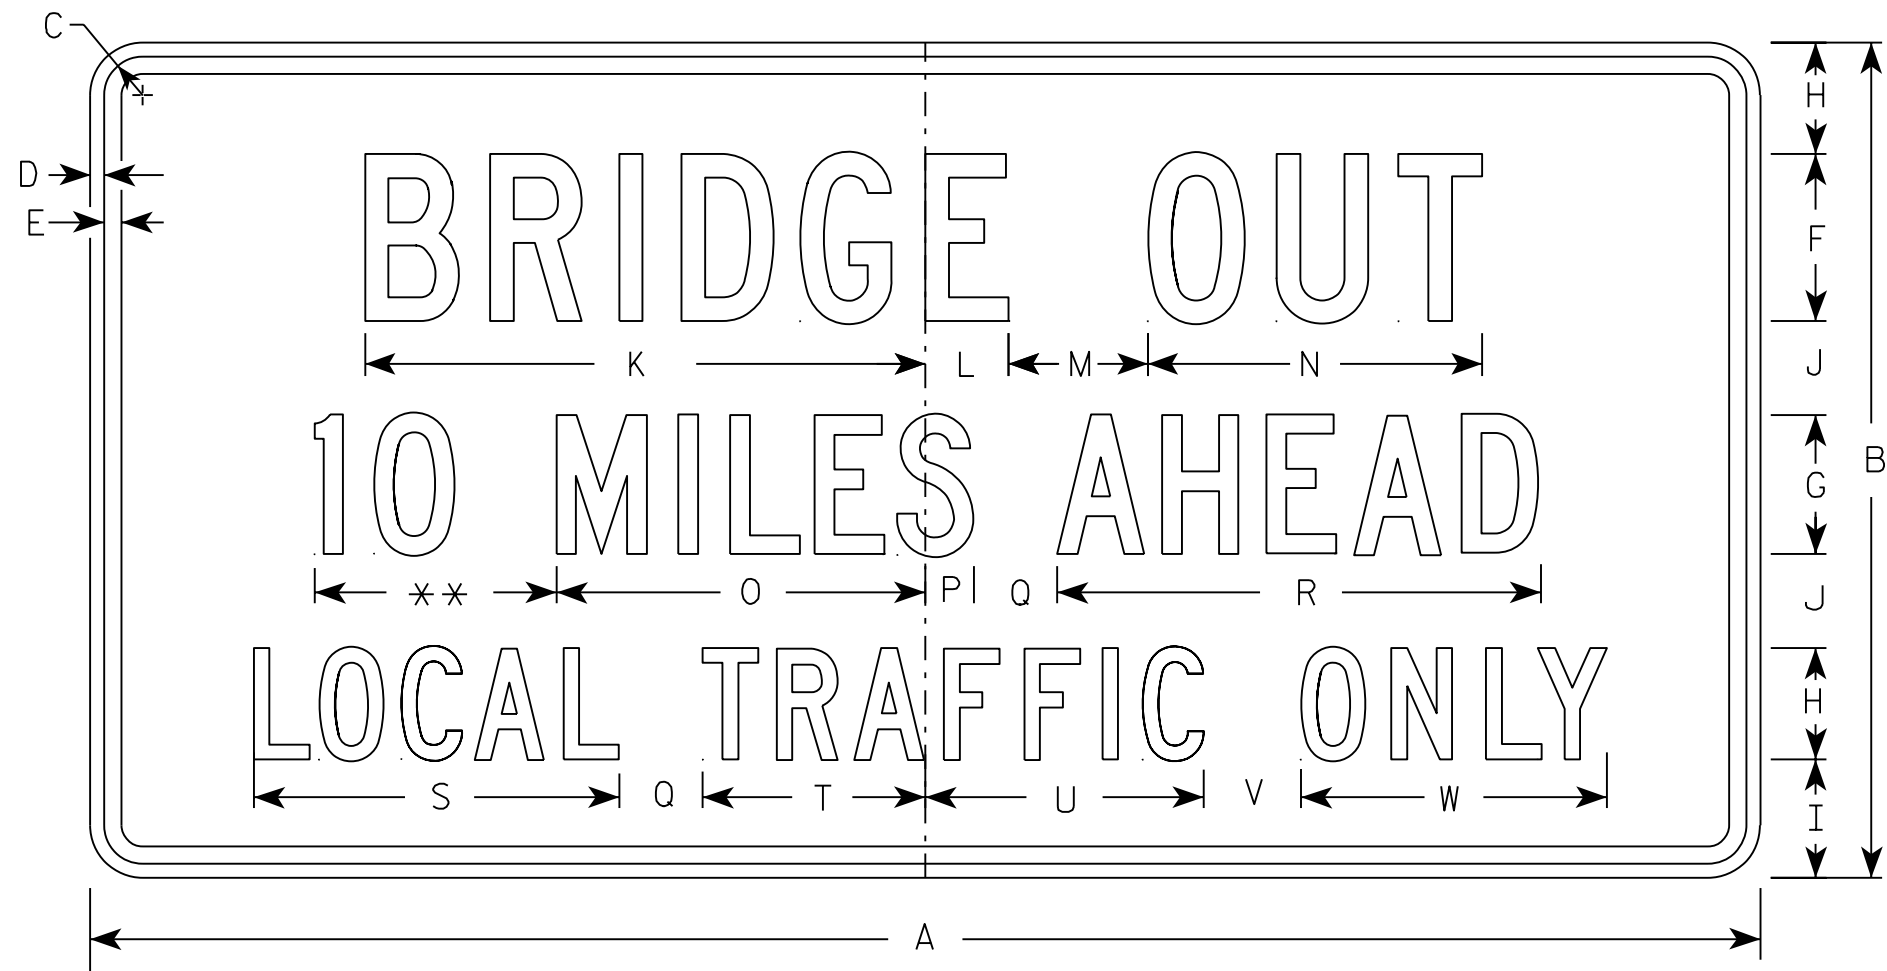 C
H
BRIDGE OUT
D
E
F
K L M N
J
10 MILES AHEAD
B
G
** O P Q R
J
LOCAL TRAFFIC ONLY
H
S Q T U V W
I
A